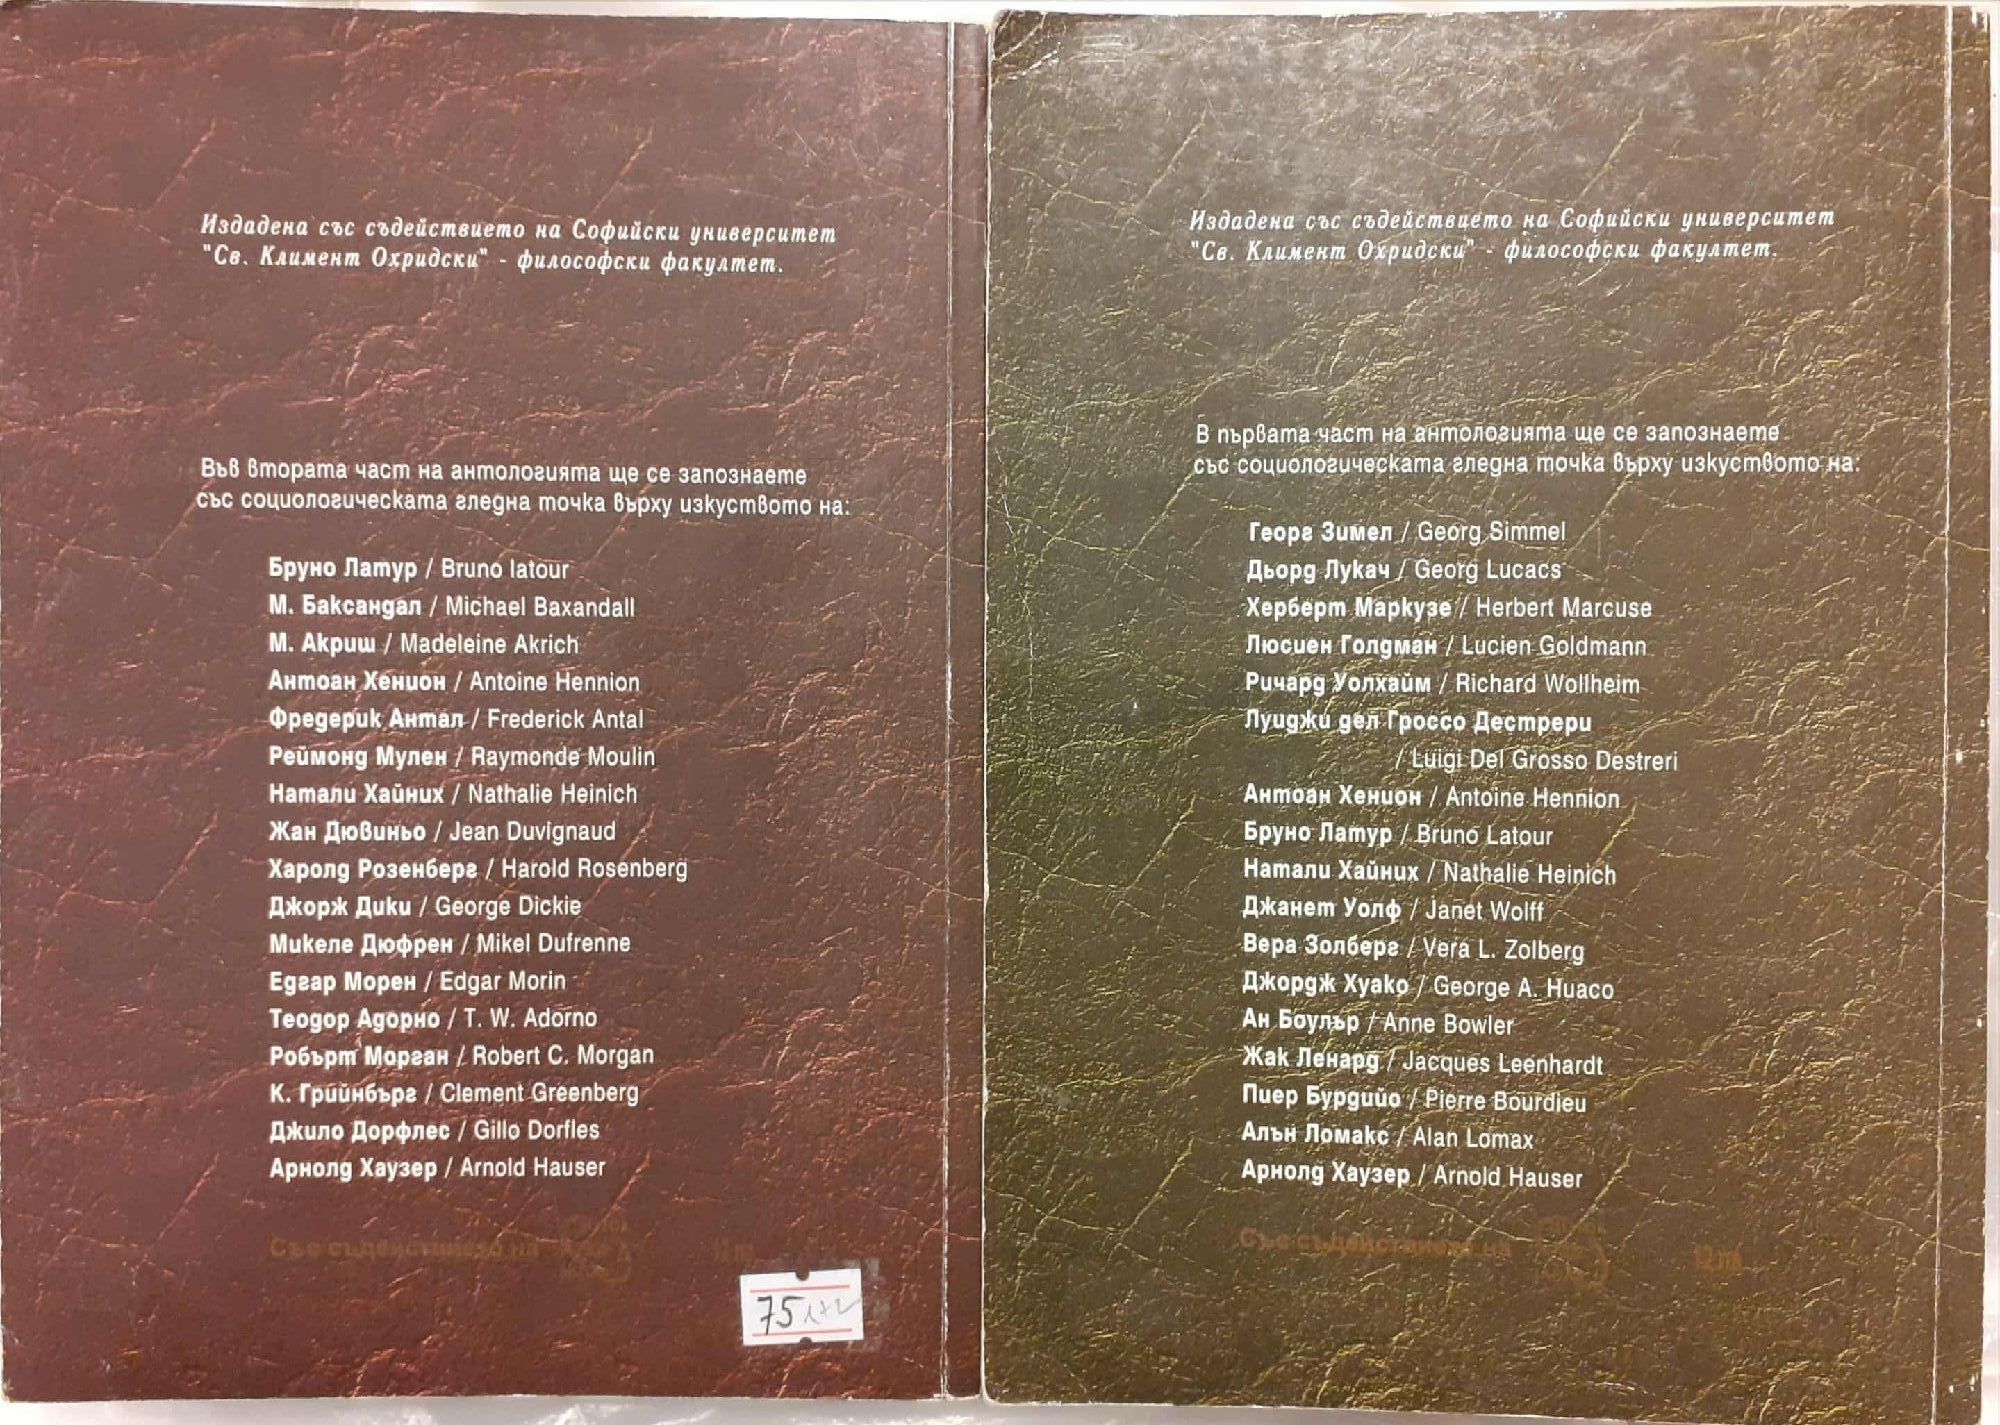 Издадена със съдействието на Софийски университет
"Св. Климент Охридски" - философски факултет.
Във втората част на антологията ще се запознаете
със социологическата гледна точка върху изкуството на:
Бруно Латур / Bruno latour
М. Баксандал / Michael Baxandall
М. Акриш / Madeleine Akrich
Антоан Хенион / Antoine Hennion
Фредерик Антал / Frederick Antal
Реймонд Мулен / Raymonde Moulin
Натали Хайних / Nathalie Heinich
Жан Дювиньо / Jean Duvignaud
Харолд Розенберг / Harold Rosenberg
Джорж Дики / George Dickie
Микеле Дюфрен / Mikel Dufrenne
Едгар Морен / Edgar Morin
Теодор Адорно / T. W. Adorno
Робърт Морган / Robert C. Morgan
К. Грийнбърг / Clement Greenberg
Джило Дорфлес / Gillo Dorfles
Арнолд Хаузер / Arnold Hauser
Със съдействието на
75
Издадена със съдействието на Софийски университет
"Св. Климент Охридски" - философски факултет.
В първата част на антологията ще се запознаете
със социологическата гледна точка върху изкуството на:
Георг Зимел / Georg Simmel
Дьорд Лукач / Georg Lucacs
Херберт Маркузе / Herbert Marcuse
Люсиен Голдман / Lucien Goldmann
Ричард Уолхайм / Richard Wollheim
Луиджи дел Гроссо Дестрери
/ Luigi Del Grosso Destreri
Антоан Хенион / Antoine Hennion
Бруно Латур / Bruno Latour
Натали Хайних / Nathalie Heinich
Джанет Уолф / Janet Wolff
Вера Золберг / Vera L. Zolberg
Джордж Хуако / George A. Huaco
Ан Боулър / Anne Bowler
Жак Ленард / Jacques Leenhardt
Пиер Бурдийо / Pierre Bourdieu
Алън Ломакс / Alan Lomax
Арнолд Хаузер / Arnold Hauser
Със съдействието на